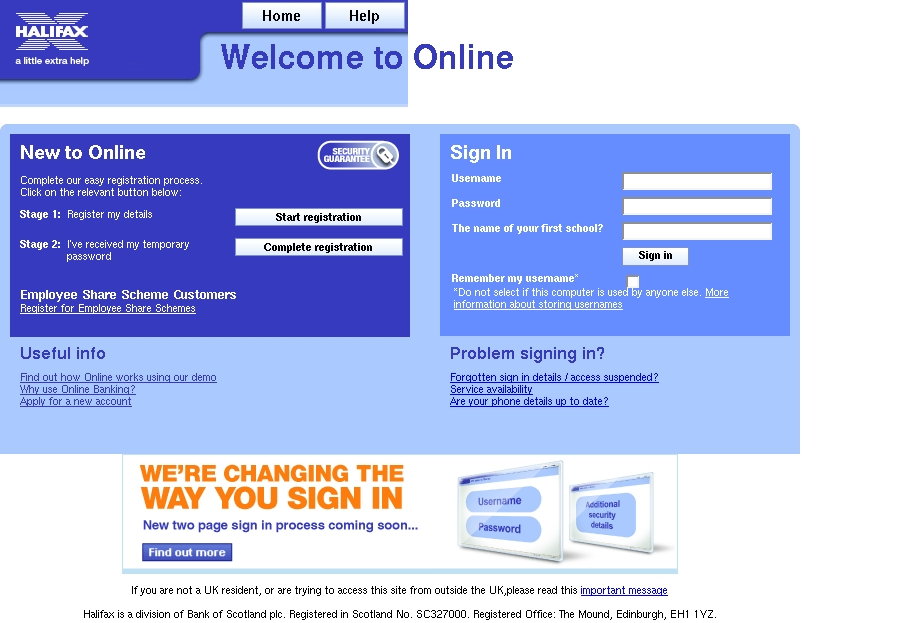 Home Help
HALIFAX
a little extra help
Welcome to Online
New to Online
SECURITY
GUARANTEE
Complete our easy registration process.
Click on the relevant button below:
Stage 1: Register my details
Start registration
Stage 2: I've received my temporary
password
Complete registration
Employee Share Scheme Customers
Register for Employee Share Schemes
Sign In
Username
Password
The name of your first school?
Sign in
Remember my username*
*Do not select if this computer is used by anyone else. More
information about storing usernames
Useful info
Find out how Online works using our demo
Why use Online Banking?
Apply for a new account
Problem signing in?
Forgotten sign in details / access suspended?
Service availability
Are your phone details up to date?
WE'RE CHANGING THE
WAY YOU SIGN IN
New two page sign in process coming soon...
Find out more
Username
Password
Additional
security
details
If you are not a UK resident, or are trying to access this site from outside the UK,please read this important message
Halifax is a division of Bank of Scotland plc. Registered in Scotland No. SC327000. Registered Office: The Mound, Edinburgh, EH1 1YZ.